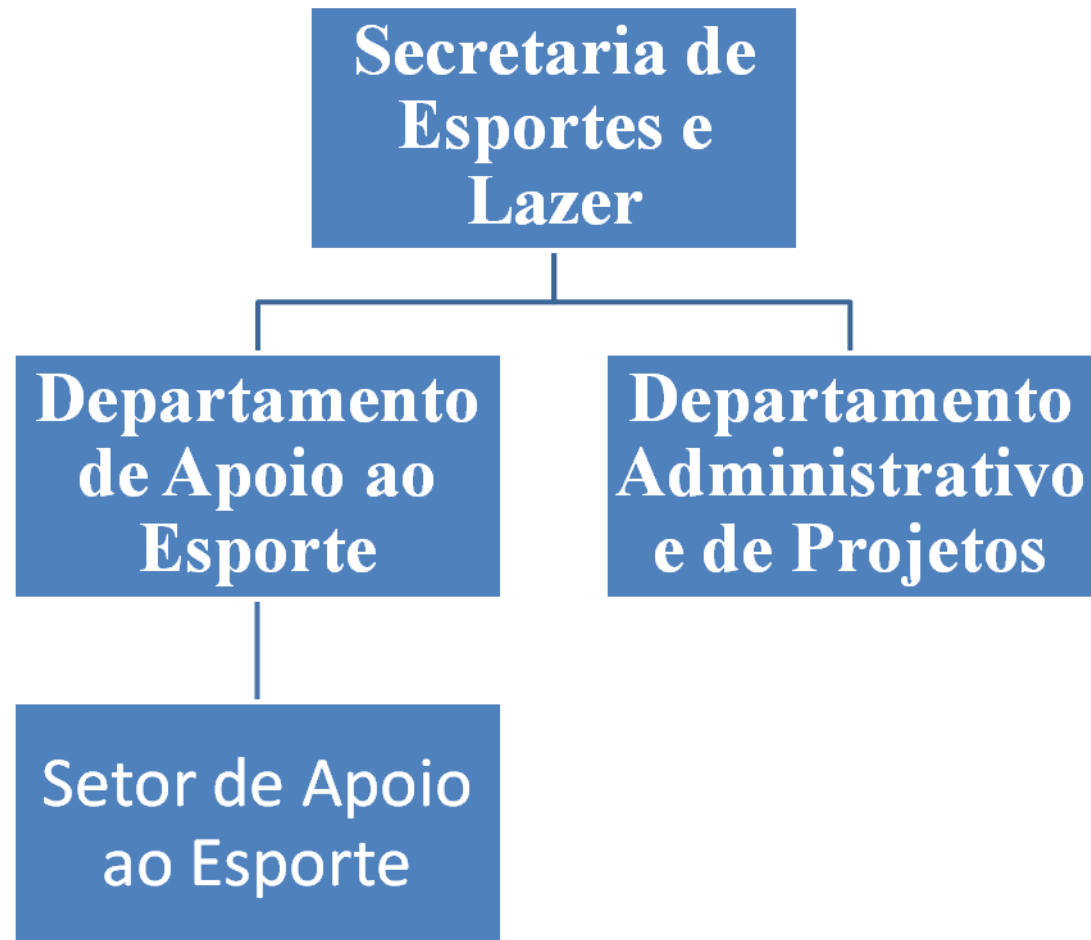 Secretaria de
Esportes e
Lazer
Departamento
de Apoio ao
Esporte
Departamento
Administrativo
e de Projetos
Setor de Apoio
ao Esporte